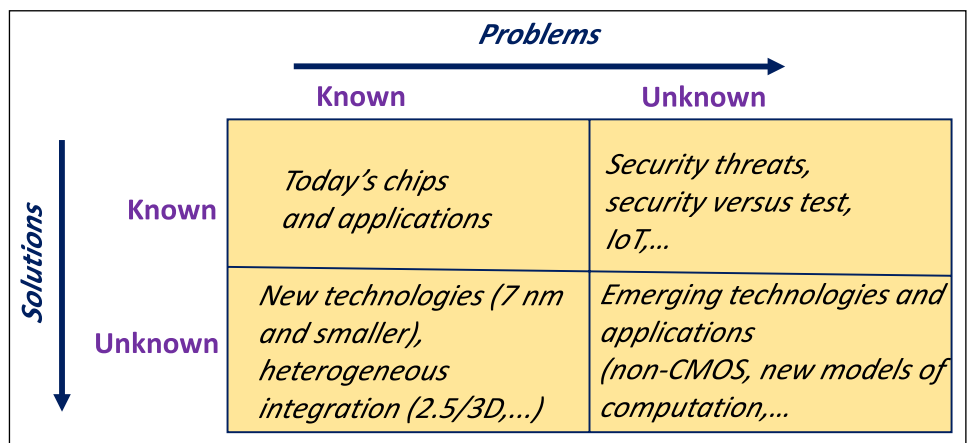 Problems
Known
Unknown
Solutions
Known
Today's chips
and applications
Security threats,
security versus test,
IoT,...
Unknown
New technologies (7 nm
and smaller),
heterogeneous
integration (2.5/3D,...)
Emerging technologies and
applications
(non-CMOS, new models of
computation,...